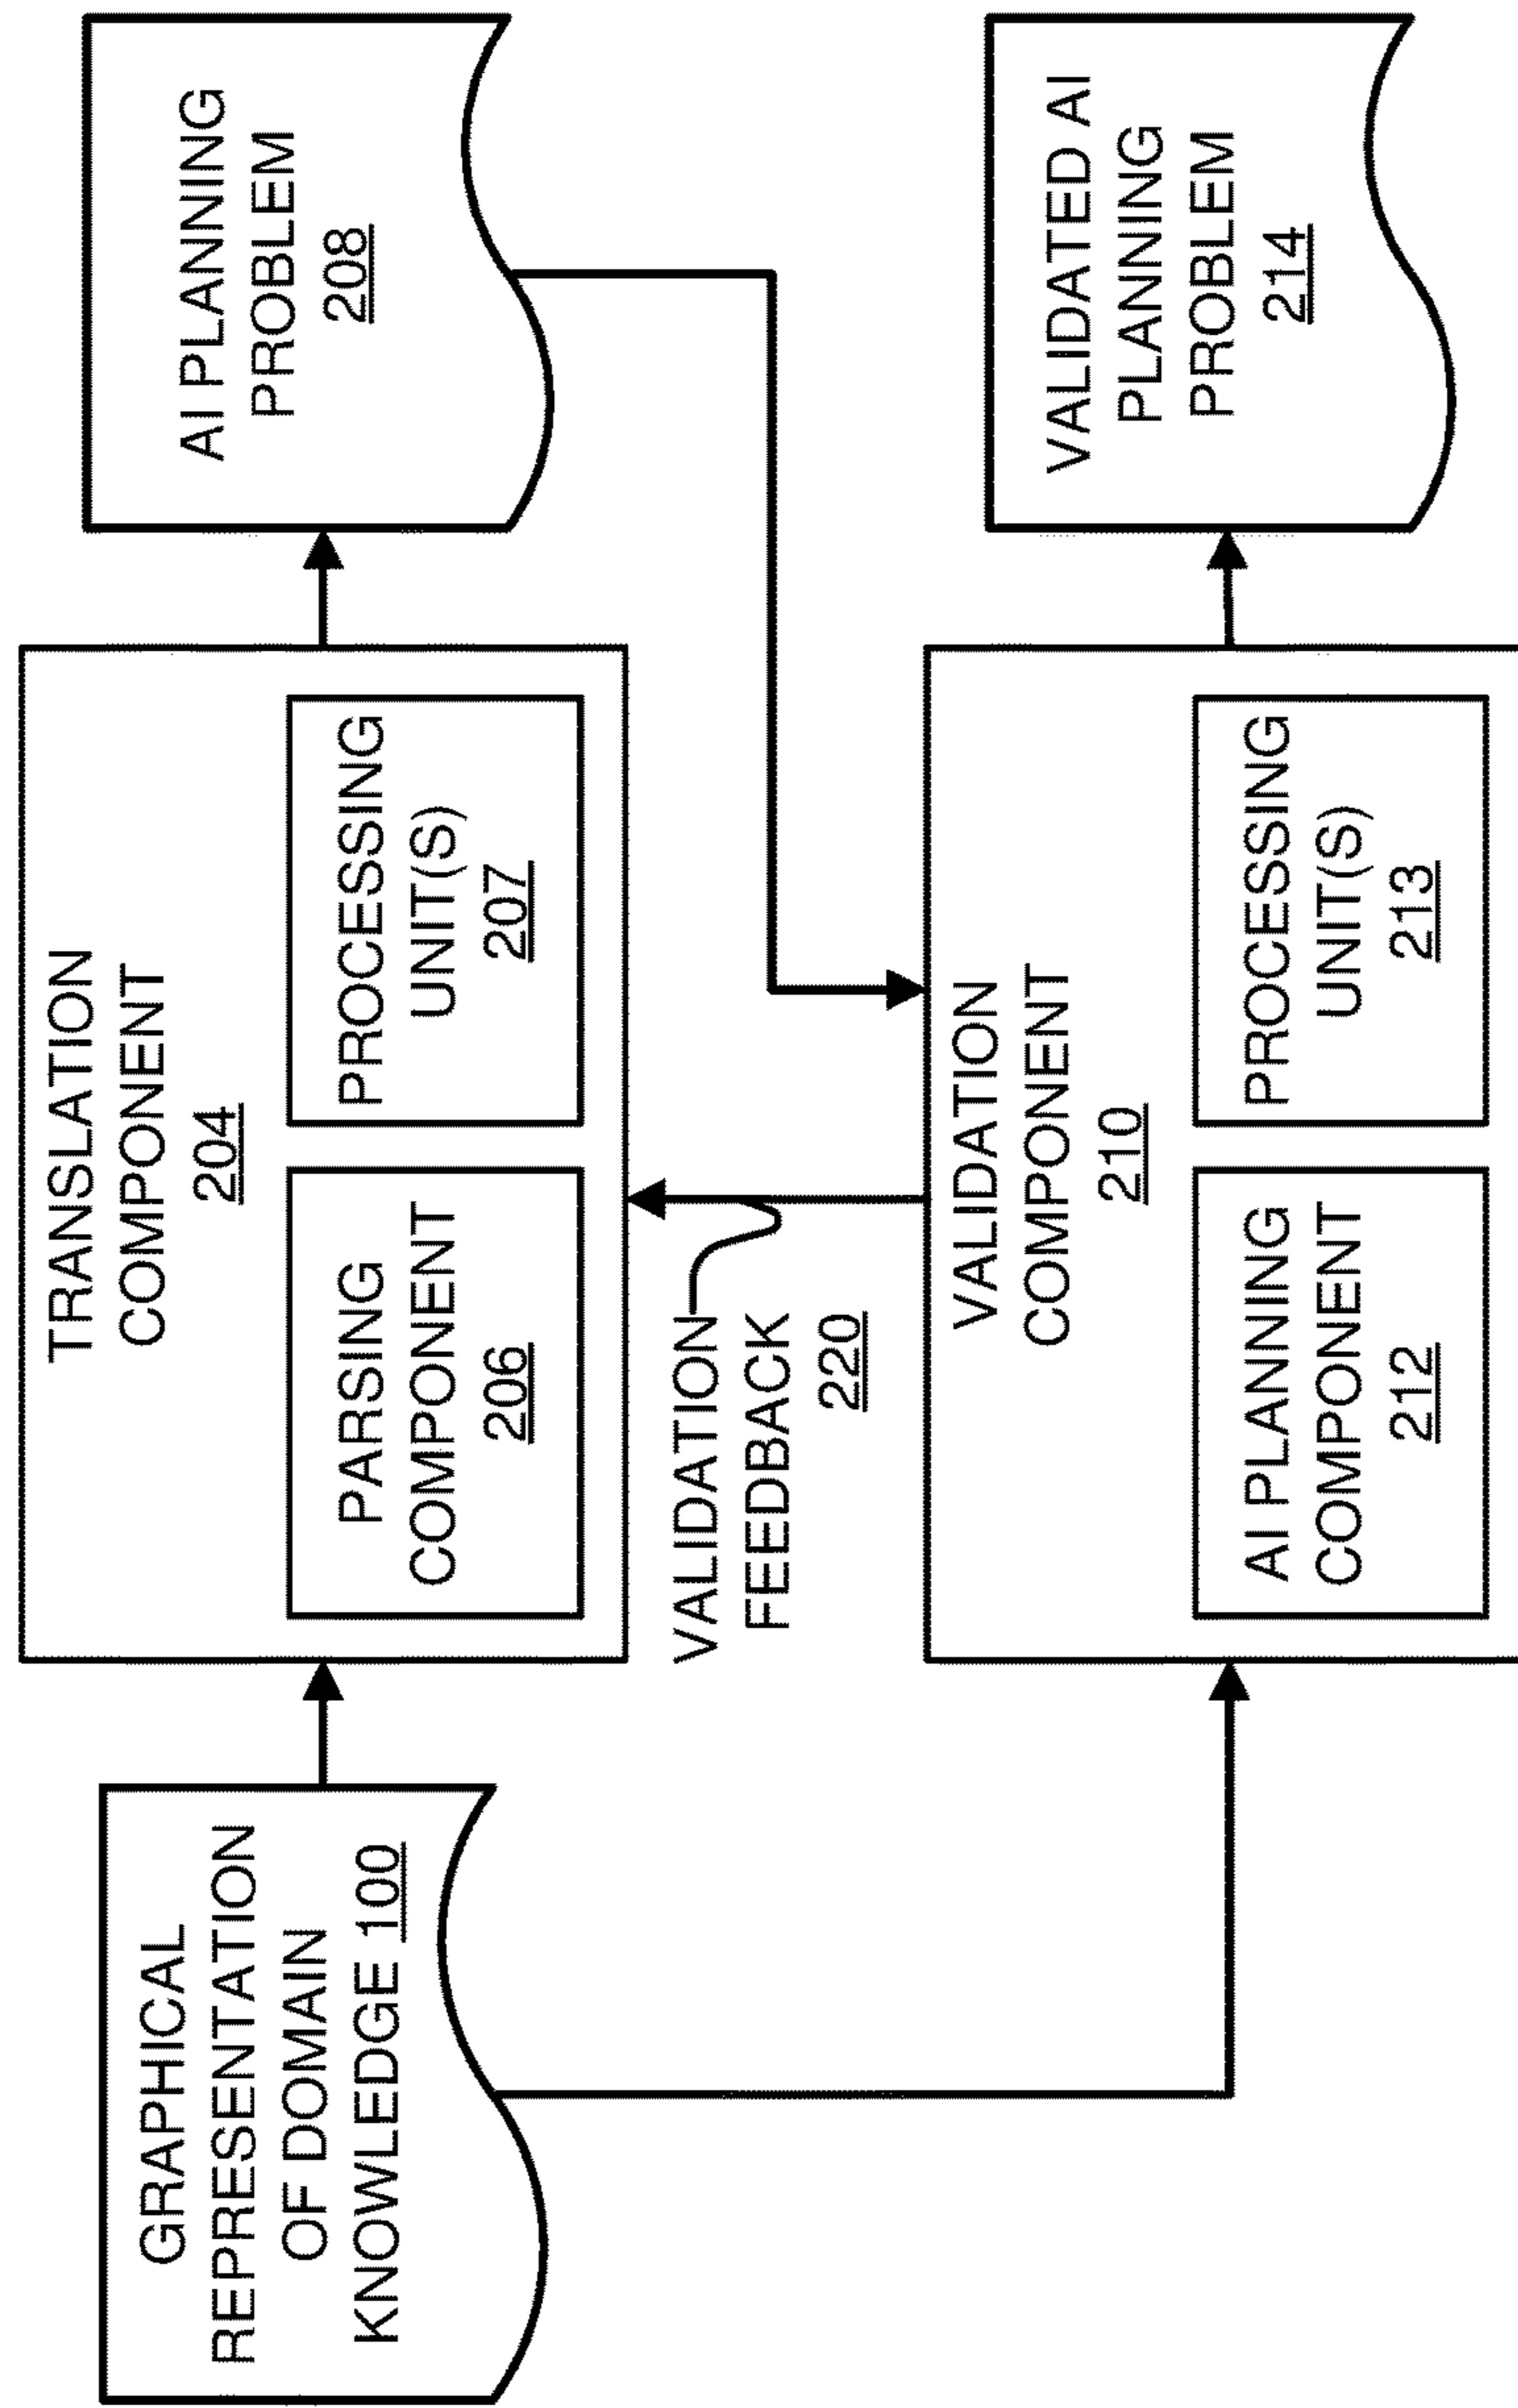 GRAPHICAL
REPRESENTATION
OF DOMAIN
KNOWLEDGE 100
TRANSLATION
COMPONENT
204
PARSING
COMPONENT
206
PROCESSING
UNIT(S)
207
AI PLANNING
PROBLEM
208
VALIDATION
FEEDBACK
220
VALIDATION
COMPONENT
210
AI PLANNING
COMPONENT
212
PROCESSING
UNIT(S)
213
VALIDATED AI
PLANNING
PROBLEM
214